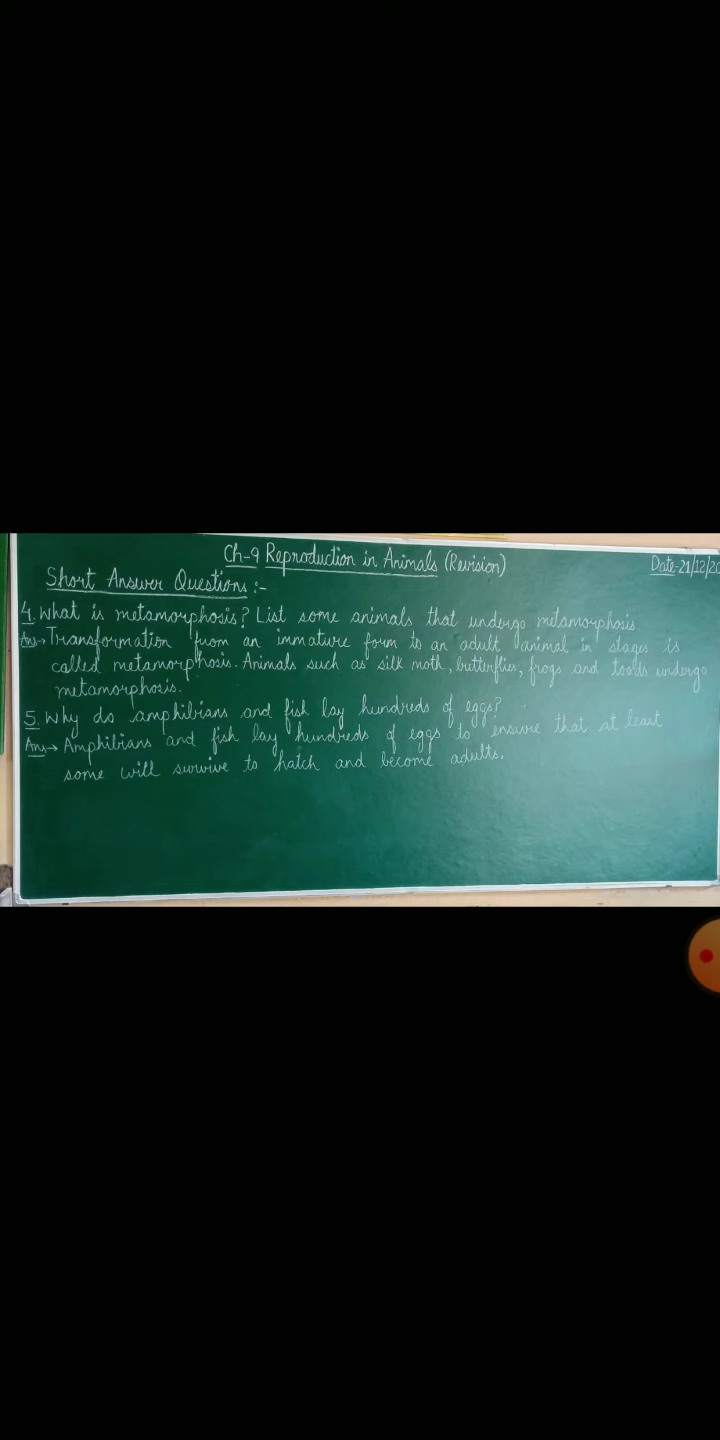 Ch-9 Reproduction in Animals (Revision)
Date-21/12/20
Short Answer Questions:-
4. What is metamorphosis? List some animals that undergo metamorphosis.
Ans→ Transformation from an immature form to an adult animal in stages is
called metamorphosis. Animals such as silk moth, butterflies, frogs and toads undergo
metamorphosis.
5. Why do amphibians and fish lay hundreds of eggs?
Ans→ Amphibians and fish lay hundreds of eggs to ensure that at least
some will survive to hatch and become adults.